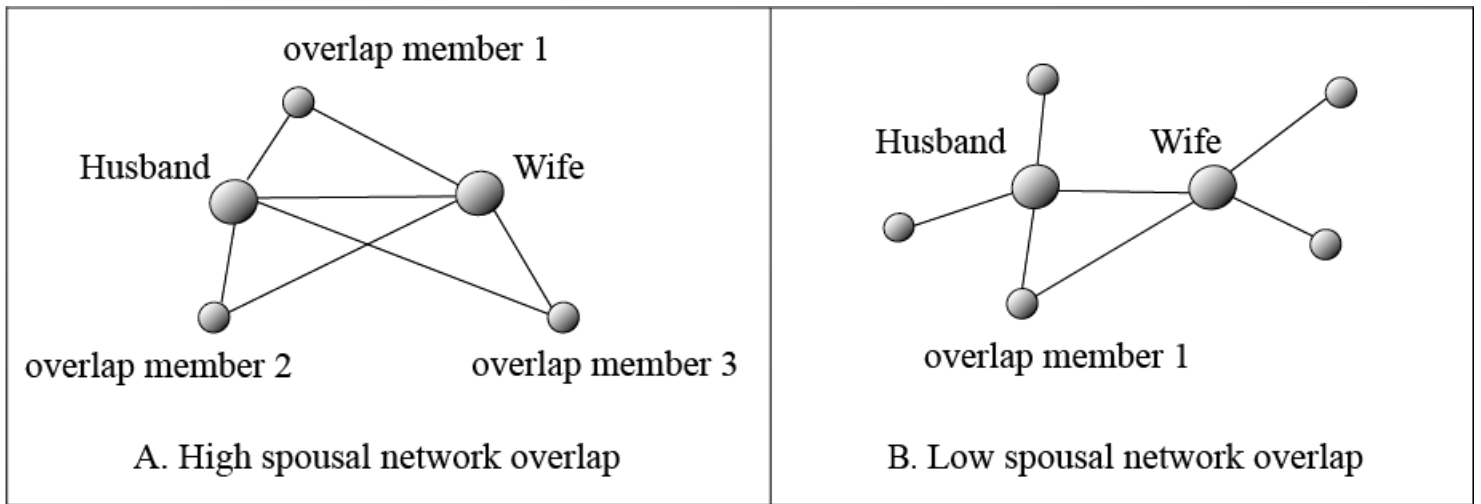 overlap member 1
Husband
Wife
overlap member 2
overlap member 3
A. High spousal network overlap
Husband
Wife
overlap member 1
B. Low spousal network overlap